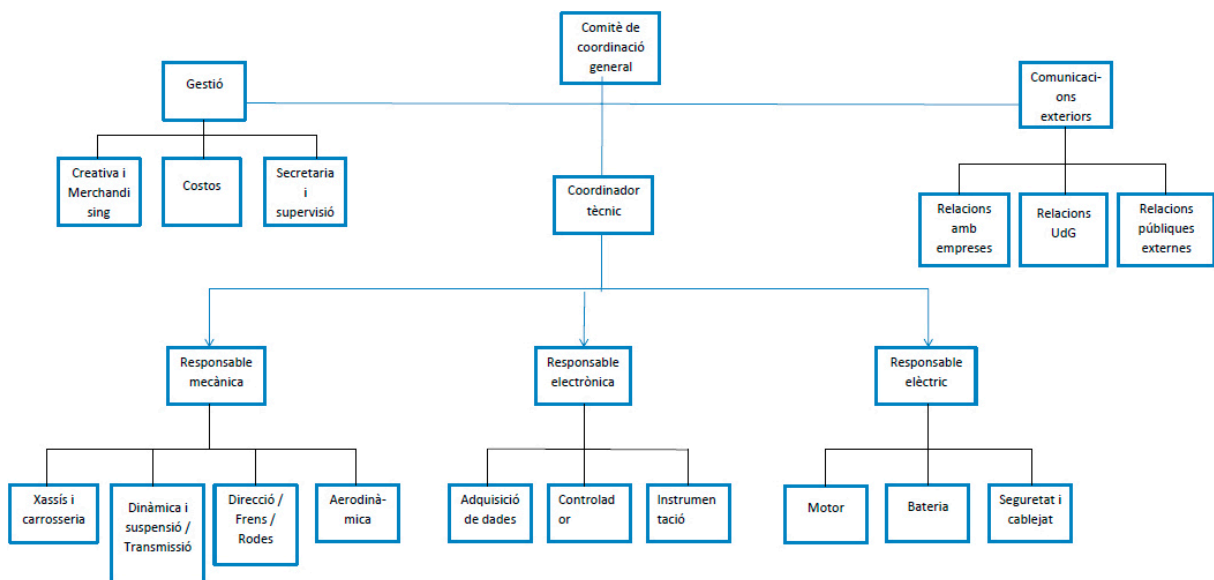 Comitè de
coordinació
general
Gestió
Comunicaci-
ons
exteriors
Creativa i
Merchandi
sing
Costos
Secretaria
i
supervisió
Coordinador
tècnic
Relacions
amb
empreses
Relacions
UdG
Relacions
públiques
externes
Responsable
mecànica
Responsable
electrònica
Responsable
elèctric
Xassís i
carrosseria
Dinàmica i
suspensió /
Transmissió
Direcció /
Frens /
Rodes
Aerodinà-
mica
Adquisició
de dades
Controlad
or
Instrumen
tació
Motor
Bateria
Seguretat i
cablejat